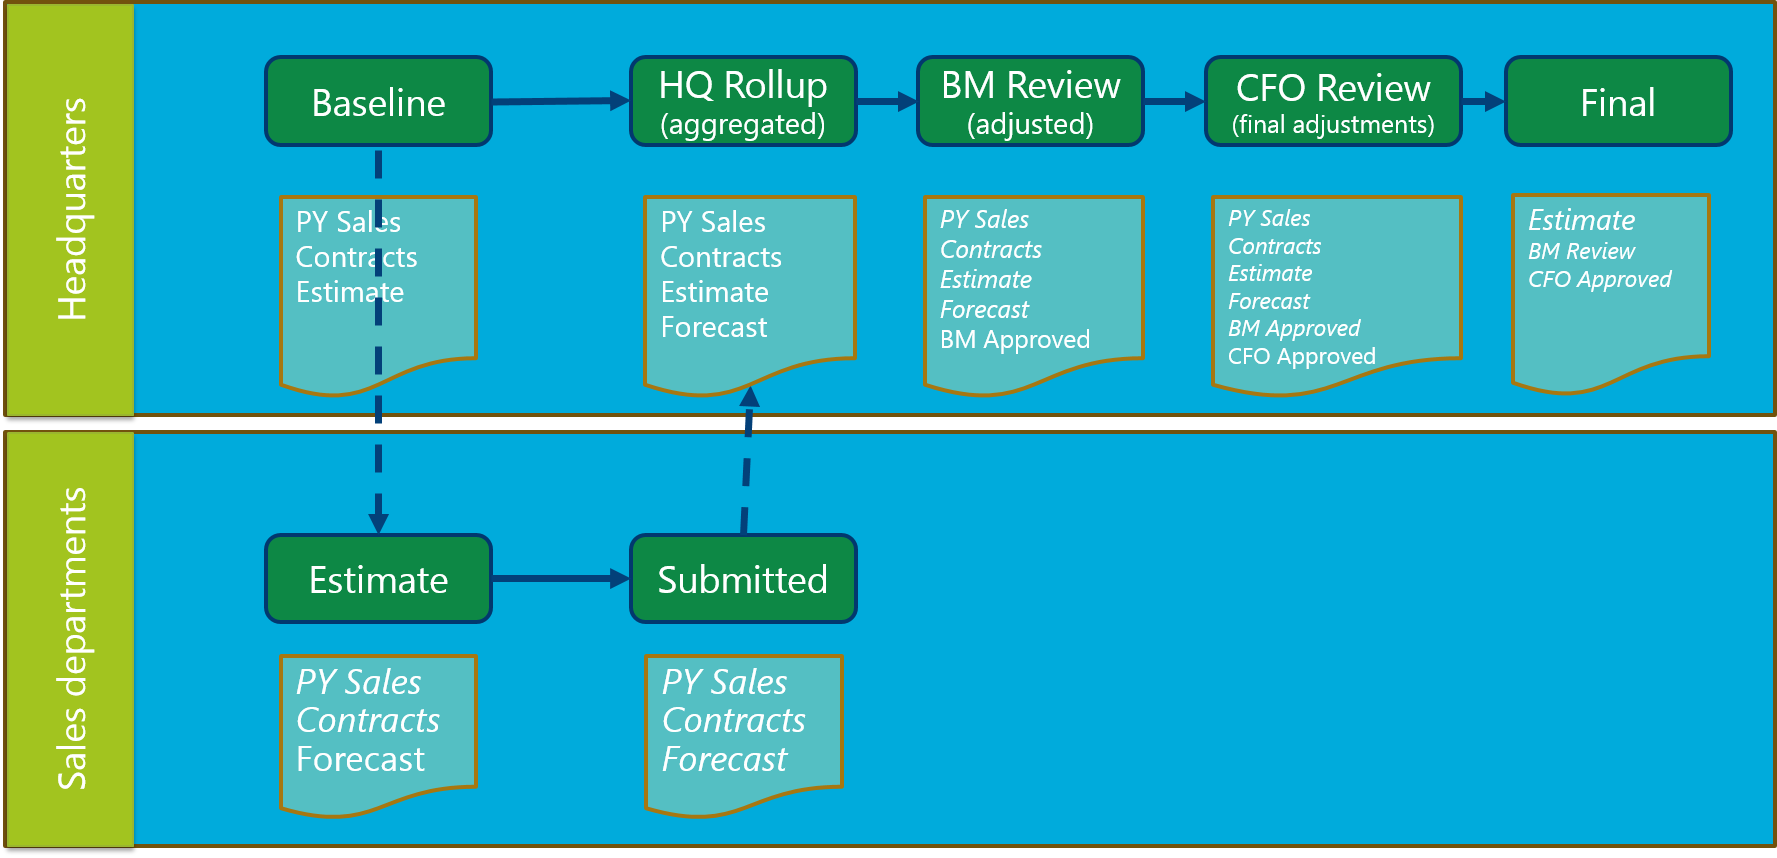 Headquarters
Baseline
HQ Rollup
(aggregated)
BM Review
(adjusted)
CFO Review
(final adjustments)
Final
PY Sales
Contracts
Estimate
PY Sales
Contracts
Estimate
Forecast
PY Sales
Contracts
Estimate
Forecast
BM Approved
PY Sales
Contracts
Estimate
Forecast
BM Approved
CFO Approved
Estimate
BM Review
CFO Approved
Sales departments
Estimate
Submitted
PY Sales
Contracts
Forecast
PY Sales
Contracts
Forecast